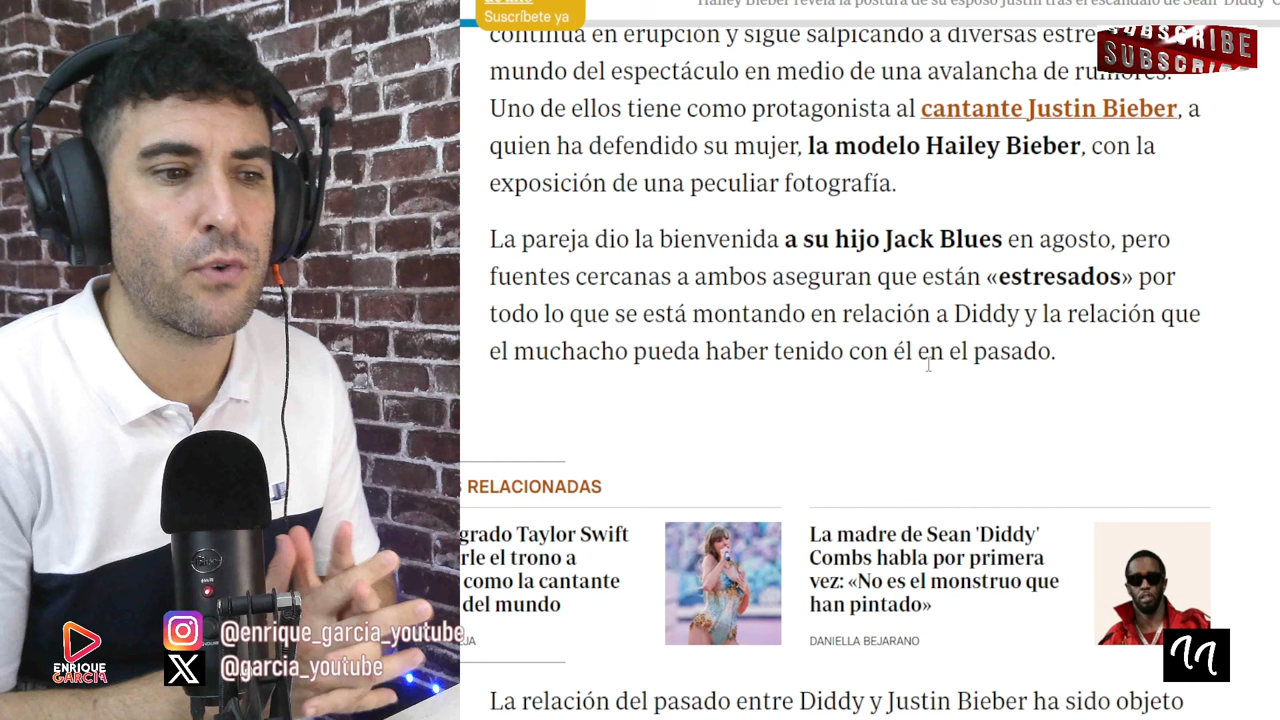 Suscríbete ya
Hailey Bieber revela la postura de su esposo Justin tras el escándalo de Sean 'Diddy' C
SUBSCRIBE
SUBSCRIBE
continúa en erupción y sigue salpicando a diversas
mundo del espectáculo en medio de una avalancha de rumores.
Uno de ellos tiene como protagonista al cantante Justin Bieber, a
quien ha defendido su mujer, la modelo Hailey Bieber, con la
exposición de una peculiar fotografía.
La pareja dio la bienvenida a su hijo Jack Blues en agosto, pero
fuentes cercanas a ambos aseguran que están «estresados» por
todo lo que se está montando en relación a Diddy y la relación que
el muchacho pueda haber tenido con él en el pasado.
RELACIONADAS
grado Taylor Swift
rle el trono a
como la cantante
del mundo
La madre de Sean 'Diddy'
Combs habla por primera
vez: «No es el monstruo que
han pintado»
DANIELLA BEJARANO
La relación del pasado entre Diddy y Justin Bieber ha sido objeto
@enrique_garcia_youtube
@garcia_youtube
ENRIQUE
GARCIA